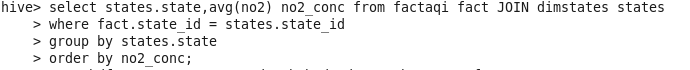 hive> select states.state,avg(no2) no2_conc from factaqi fact JOIN dimstates states
> where fact.state_id = states.state_id
> group by states.state
> order by no2_conc;